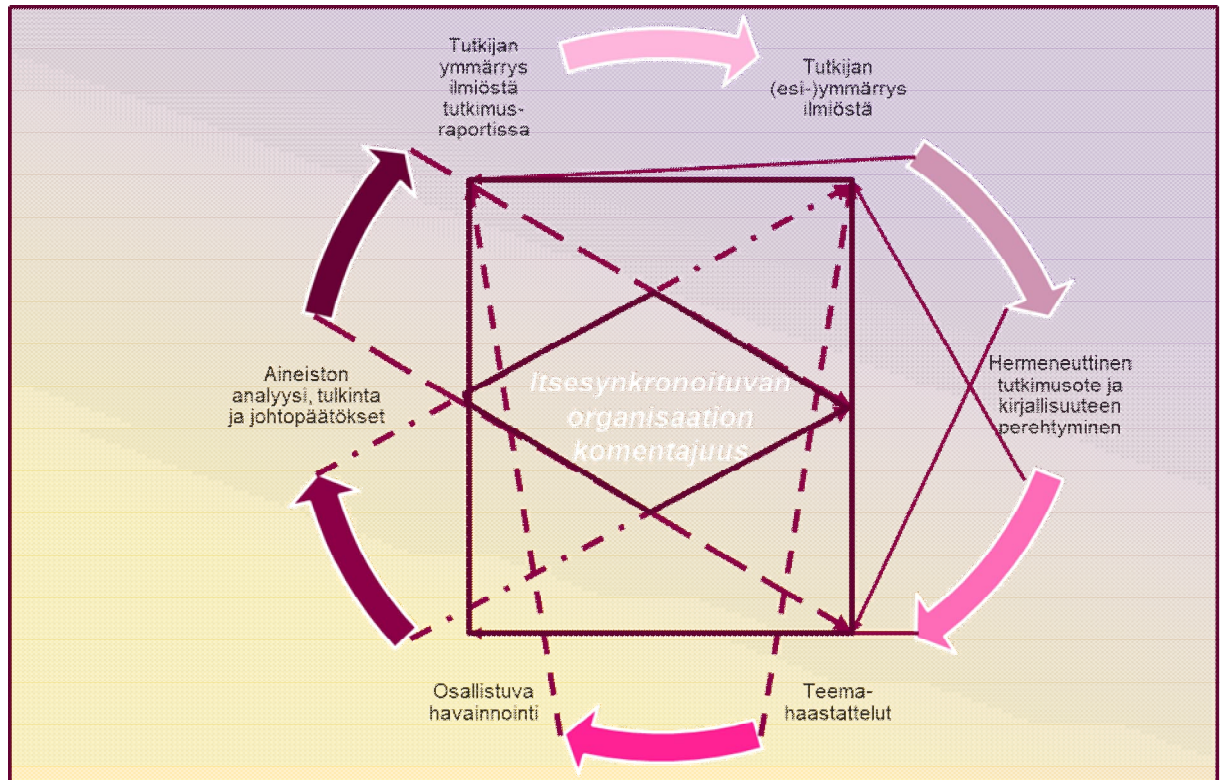 Tutkijan
ymmärrys
ilmiöstä
tutkimus-
raportissa
Tutkijan
(esi-)ymmärrys
ilmiöstä
Hermeneuttinen
tutkimusote ja
kirjallisuuteen
perehtyminen
Teema-
haastattelut
Osallistuva
havainnointi
Aineiston
analyysi, tulkinta
ja johtopäätökset
Itsesynkronoituvan
organisaation
komentajuus